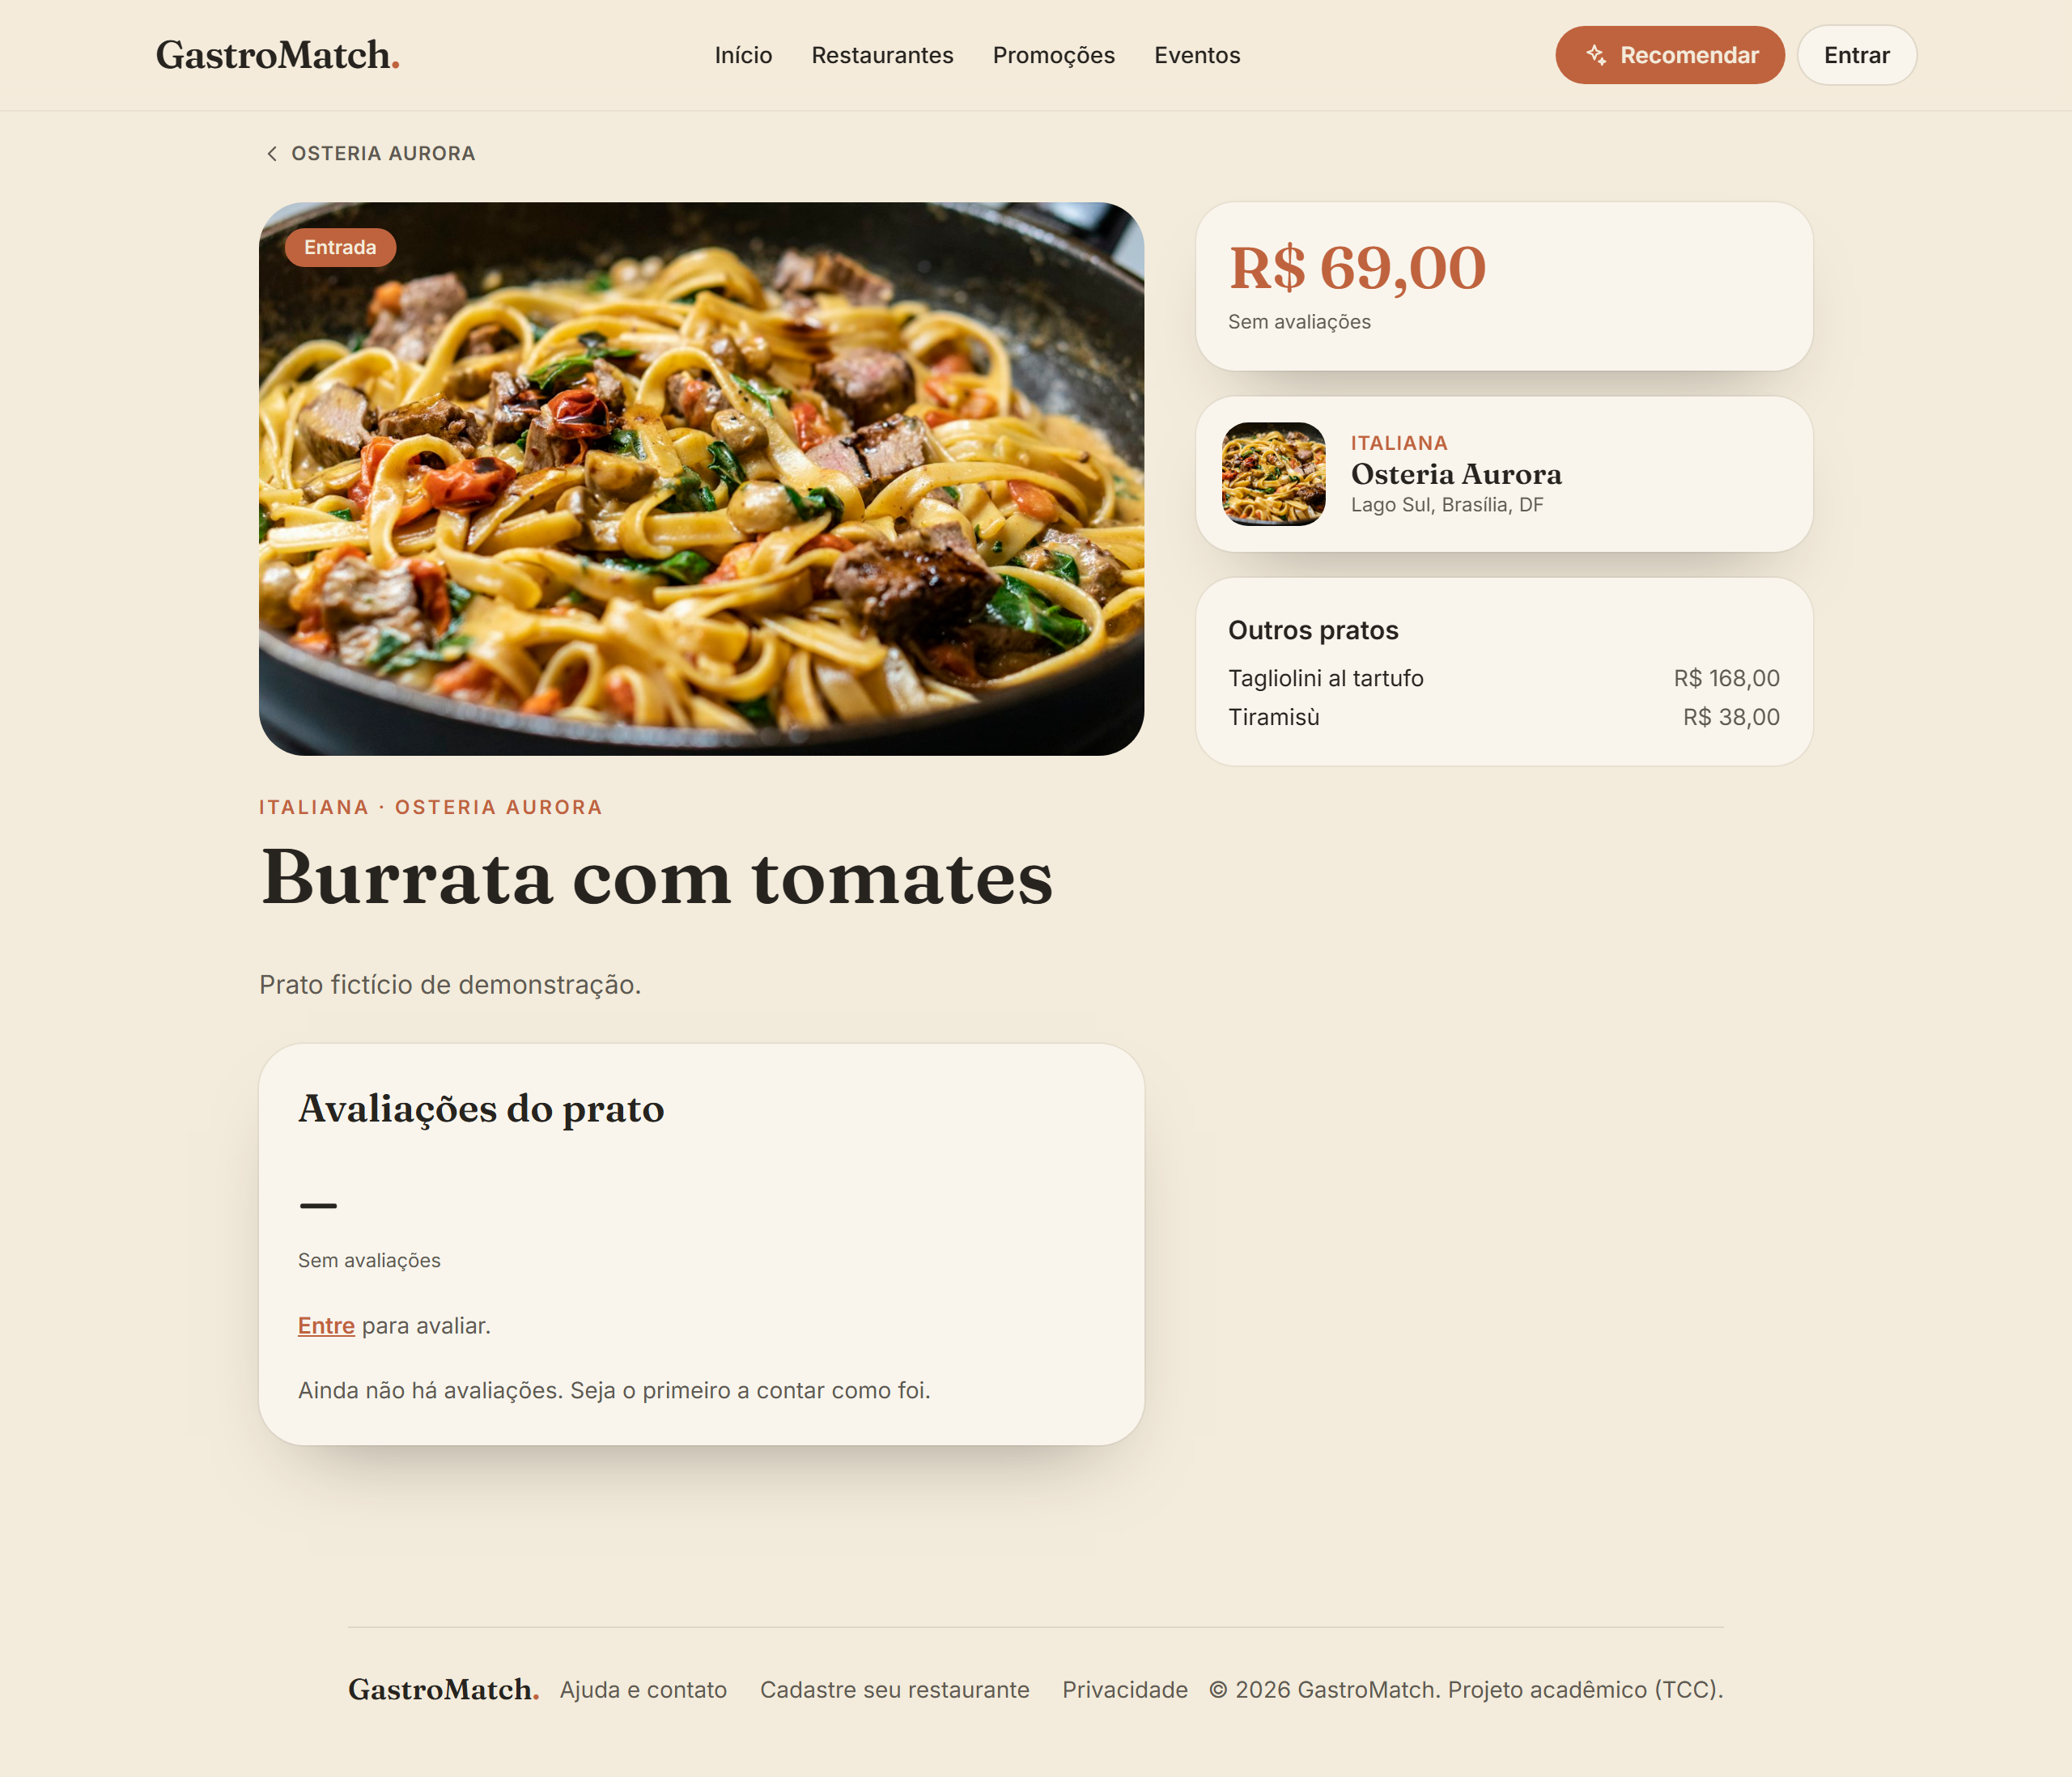 GastroMatch.
Início
Restaurantes
Promoções
Eventos
Recomendar
Entrar
OSTERIA AURORA
Entrada
R$ 69,00
Sem avaliações
ITALIANA
Osteria Aurora
Lago Sul, Brasília, DF
Outros pratos
Tagliolini al tartufo R$ 168,00
Tiramisù R$ 38,00
ITALIANA · OSTERIA AURORA
Burrata com tomates
Prato fictício de demonstração.
Avaliações do prato
—
Sem avaliações
Entre para avaliar.
Ainda não há avaliações. Seja o primeiro a contar como foi.
GastroMatch. Ajuda e contato Cadastre seu restaurante Privacidade © 2026 GastroMatch. Projeto acadêmico (TCC).